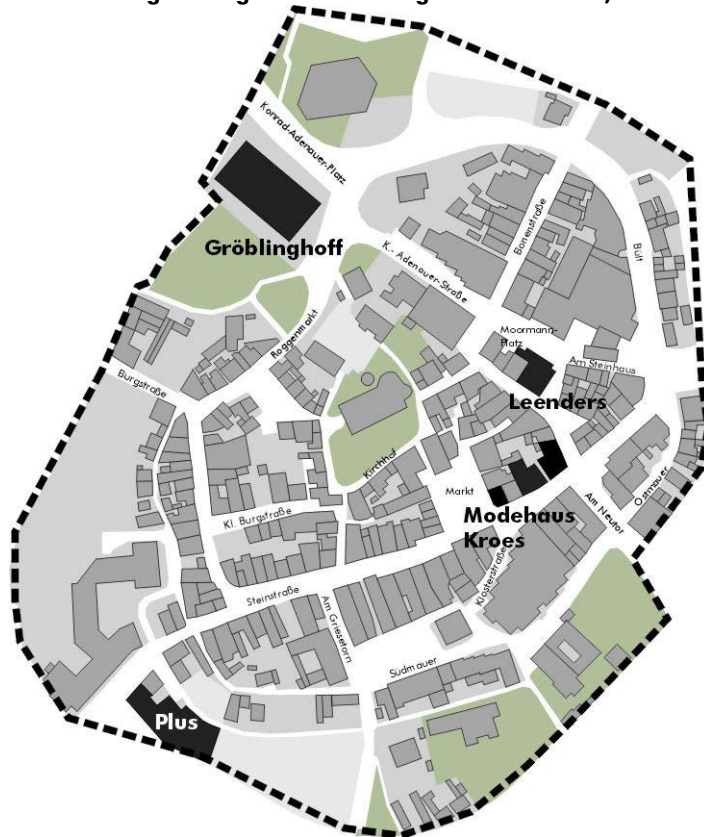 Konrad-Adenauer-Platz
Gröblinghoff
K.- Adenauer-Straße
Bonenstraße
Bült
Roggenmarkt
Moormann-
Platz
Am Steinhaus
Burgstraße
Leenders
Kirchhof
Markt
Ostmauer
Am Neutor
Kl. Burgstraße
Modehaus
Kroes
Klosterstraße
Steinstraße
Am Griesetorn
Südmauer
Plus